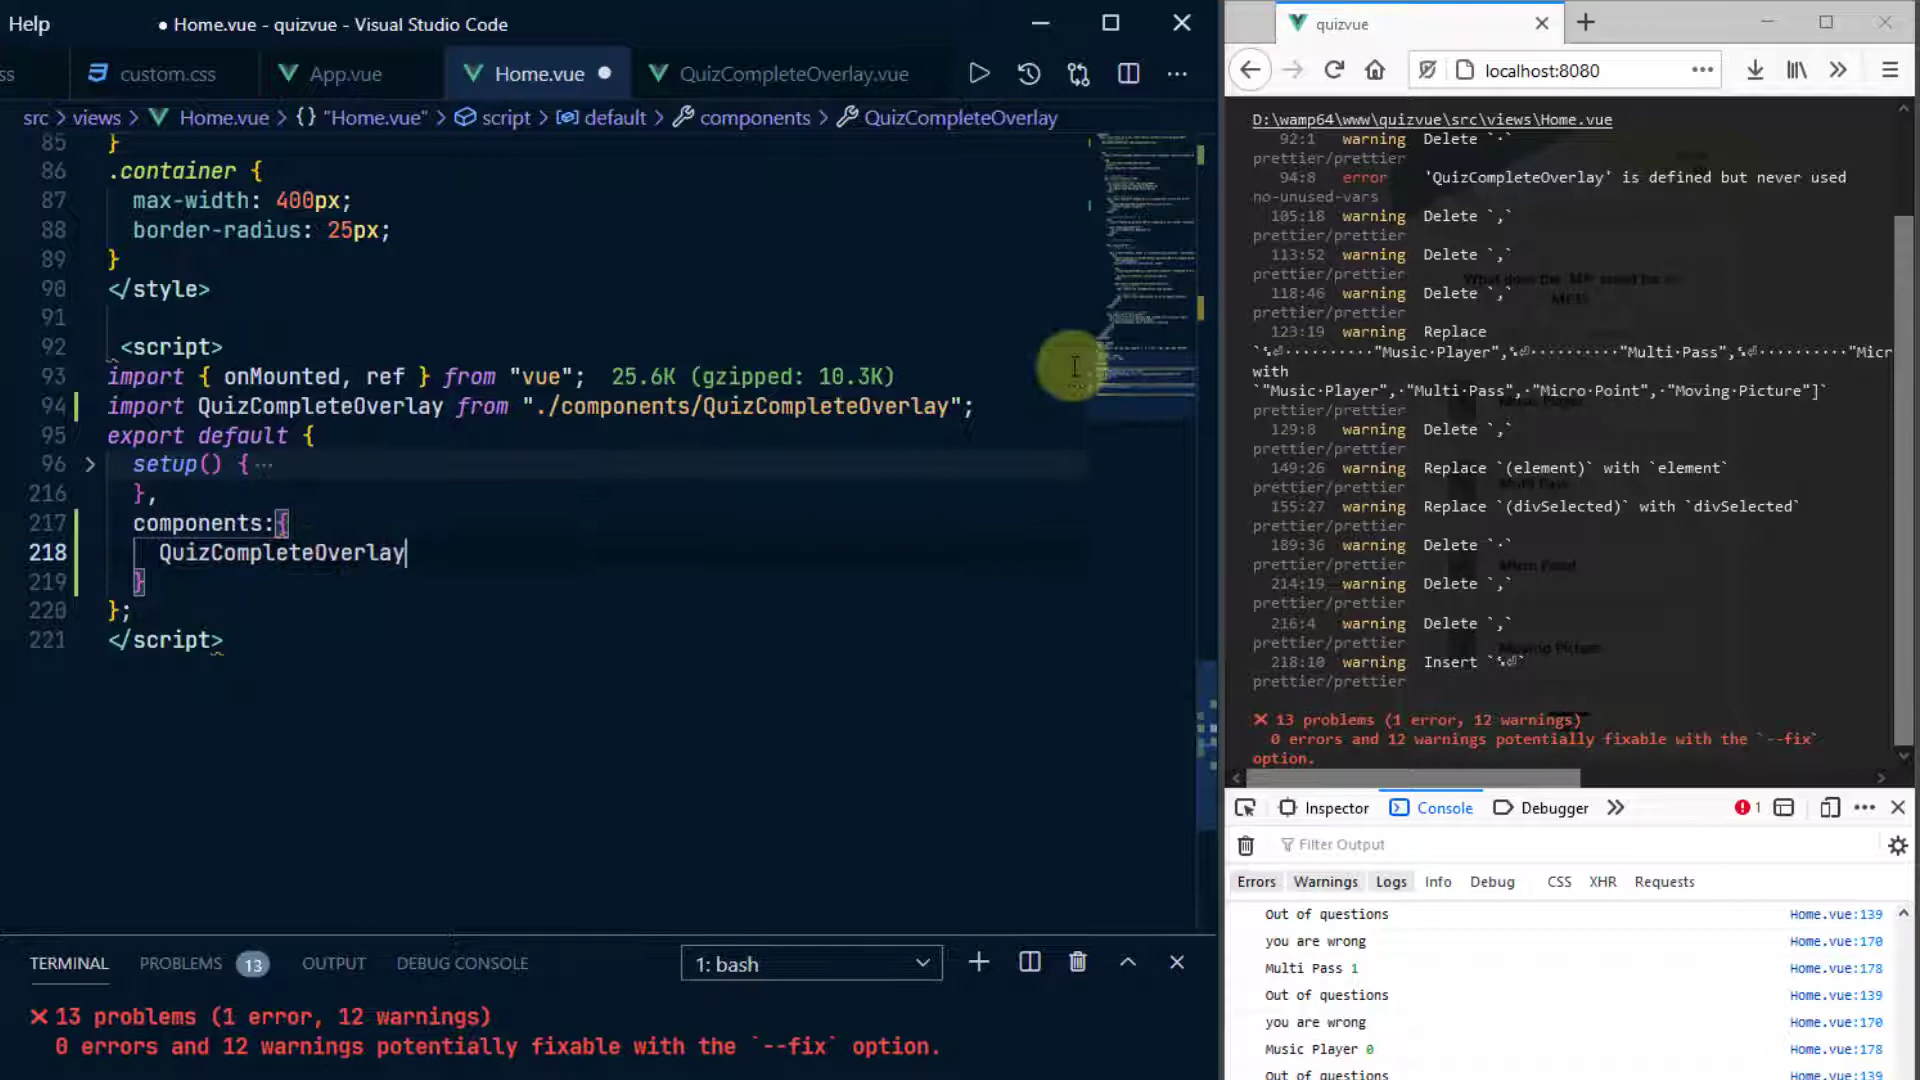 Help
● Home.vue - quizvue - Visual Studio Code
ss
custom.css
App.vue
Home.vue ●
QuizCompleteOverlay.vue
src > views > Home.vue > {} "Home.vue" > script > default > components > QuizCompleteOverlay
85 }
86 .container {
87 max-width: 400px;
88 border-radius: 25px;
89 }
90 </style>
91
92 <script>
93 import { onMounted, ref } from "vue"; 25.6K (gzipped: 10.3K)
94 import QuizCompleteOverlay from "./components/QuizCompleteOverlay";
95 export default {
96 setup() { ···
216 },
217 components:{
218 QuizCompleteOverlay
219 }
220 };
221 </script>
TERMINAL PROBLEMS 13 OUTPUT DEBUG CONSOLE 1: bash
✕ 13 problems (1 error, 12 warnings)
0 errors and 12 warnings potentially fixable with the `--fix` option.
quizvue
localhost:8080
D:\wamp64\www\quizvue\src\views\Home.vue
92:1 warning Delete `·`
prettier/prettier
94:8 error 'QuizCompleteOverlay' is defined but never used
no-unused-vars
105:18 warning Delete `,`
prettier/prettier
113:52 warning Delete `,`
prettier/prettier
118:46 warning Delete `,`
prettier/prettier
123:19 warning Replace
`␍⏎··········"Music·Player",␍⏎··········"Multi·Pass",␍⏎··········"Micr
with
`"Music·Player",·"Multi·Pass",·"Micro·Point",·"Moving·Picture"]`
prettier/prettier
129:8 warning Delete `,`
prettier/prettier
149:26 warning Replace `(element)` with `element`
prettier/prettier
155:27 warning Replace `(divSelected)` with `divSelected`
prettier/prettier
189:36 warning Delete `·`
prettier/prettier
214:19 warning Delete `,`
prettier/prettier
216:4 warning Delete `,`
prettier/prettier
218:10 warning Insert `␍⏎`
prettier/prettier
✕ 13 problems (1 error, 12 warnings)
0 errors and 12 warnings potentially fixable with the `--fix`
option.
Inspector Console Debugger 1
Filter Output
Errors Warnings Logs Info Debug CSS XHR Requests
Out of questions Home.vue:139
you are wrong Home.vue:170
Multi Pass 1 Home.vue:178
Out of questions Home.vue:139
you are wrong Home.vue:170
Music Player 0 Home.vue:178
Out of questions Home.vue:139